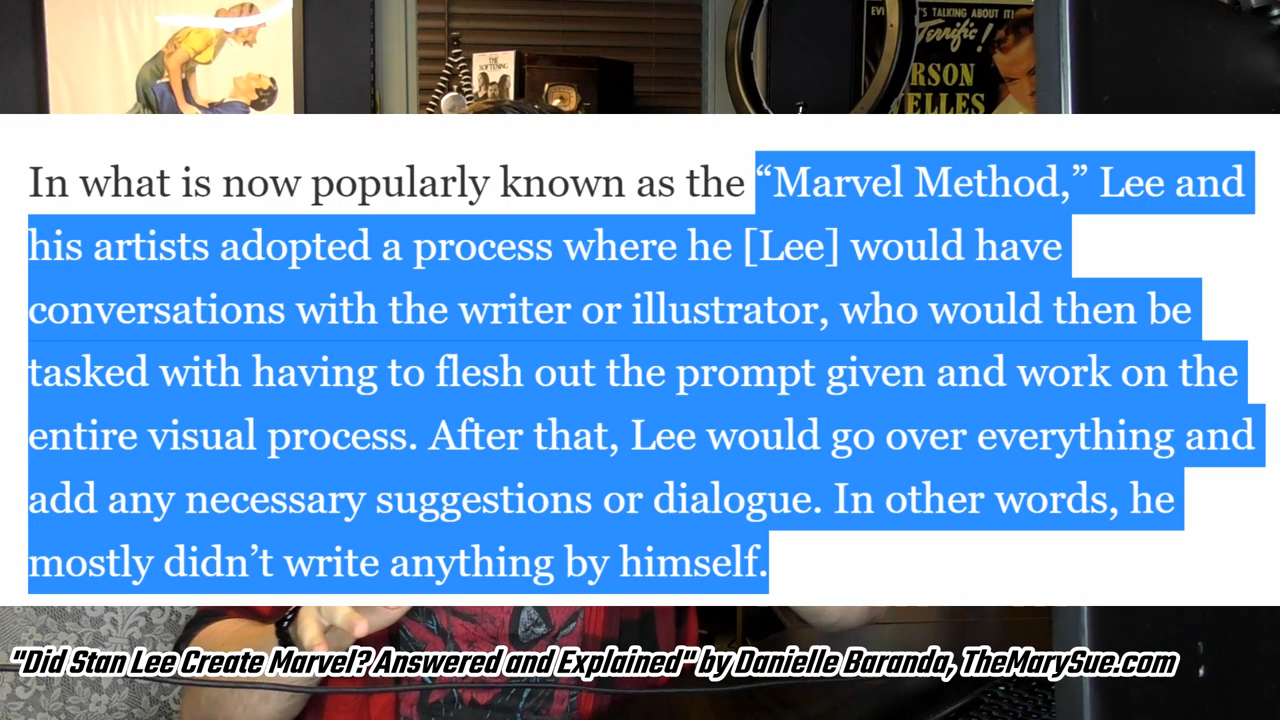 EVI
'S TALKING ABOUT IT!
Terrific!
THE
SOFTENING
RSON
ELLES
In what is now popularly known as the “Marvel Method,” Lee and
his artists adopted a process where he [Lee] would have
conversations with the writer or illustrator, who would then be
tasked with having to flesh out the prompt given and work on the
entire visual process. After that, Lee would go over everything and
add any necessary suggestions or dialogue. In other words, he
mostly didn’t write anything by himself.
"Did Stan Lee Create Marvel? Answered and Explained" by Danielle Baranda, TheMarySue.com